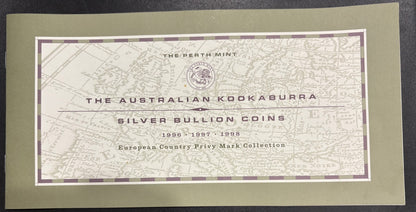 THE PERTH MINT
THE AUSTRALIAN KOOKABURRA
SILVER BULLION COINS
1996 • 1997 • 1998
European Country Privy Mark Collection